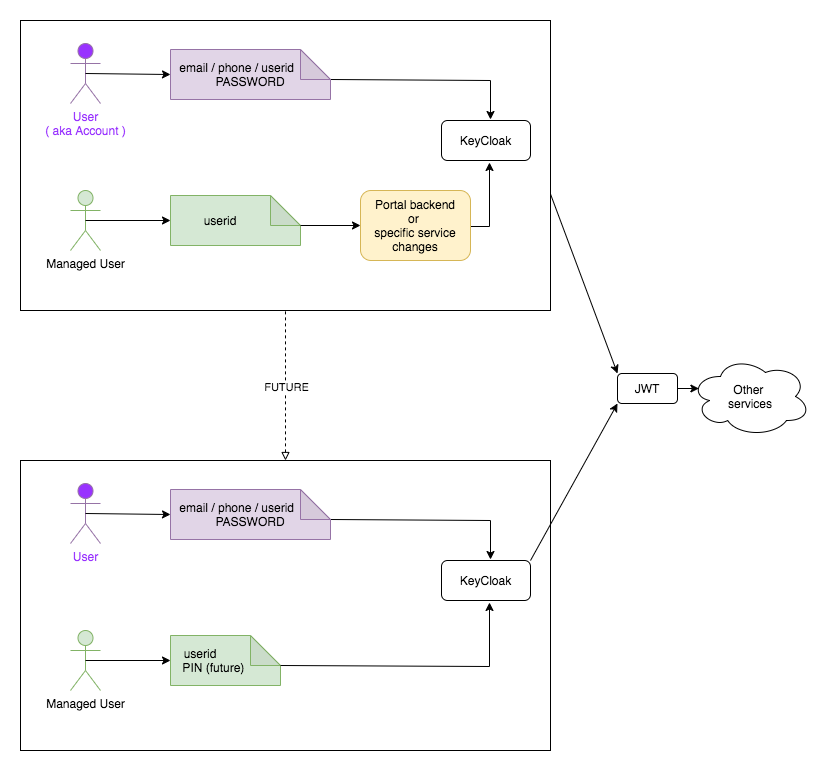 email / phone / userid
PASSWORD
User
( aka Account )
KeyCloak
userid
Portal backend
or
specific service
changes
Managed User
FUTURE
JWT
Other
services
email / phone / userid
PASSWORD
User
KeyCloak
userid
PIN (future)
Managed User